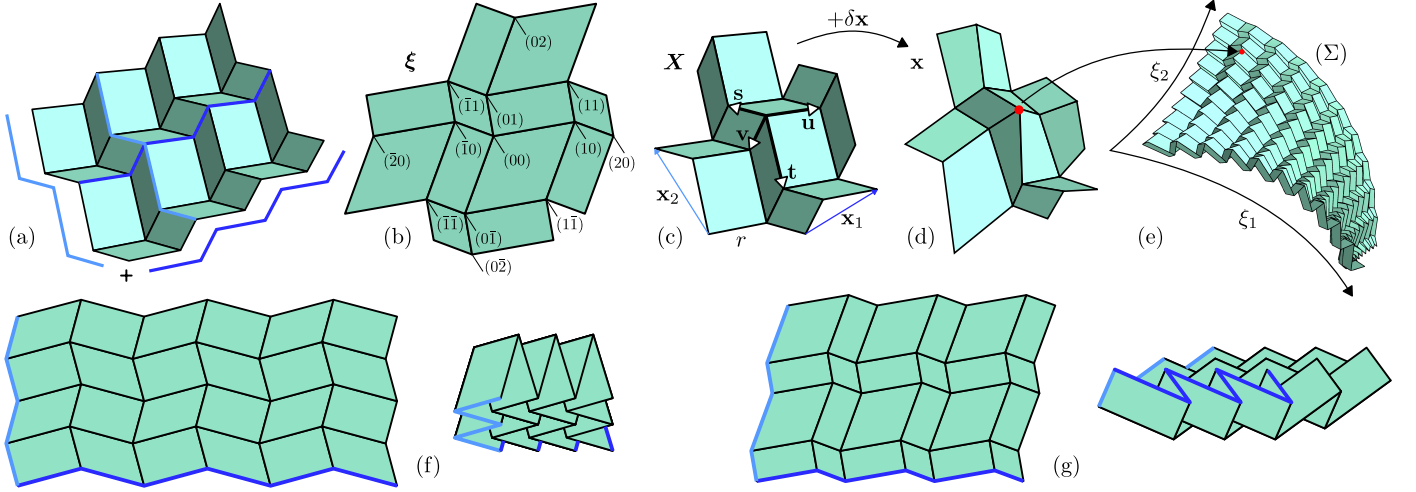 (a)
+
(b)
ξ
(02)
(1̄1)
(01)
(11)
(2̄0)
(1̄0)
(00)
(10)
(20)
(1̄1̄)
(01̄)
(11̄)
(02̄)
(c)
X
s
u
v
t
x₂
x₁
r
+δx
x
(d)
(e)
ξ₂
ξ₁
(Σ)
(f)
(g)